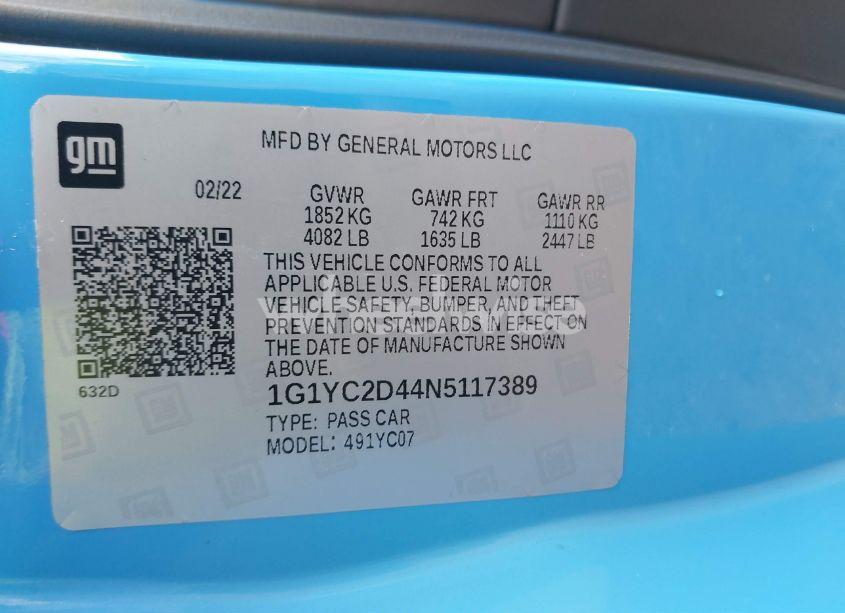 gm
MFD BY GENERAL MOTORS LLC
02/22 GVWR GAWR FRT GAWR RR
1852 KG 742 KG 1110 KG
4082 LB 1635 LB 2447 LB
THIS VEHICLE CONFORMS TO ALL
APPLICABLE U.S. FEDERAL MOTOR
VEHICLE SAFETY, BUMPER, AND THEFT
PREVENTION STANDARDS IN EFFECT ON
THE DATE OF MANUFACTURE SHOWN
ABOVE.
632D
1G1YC2D44N5117389
TYPE: PASS CAR
MODEL: 491YC07